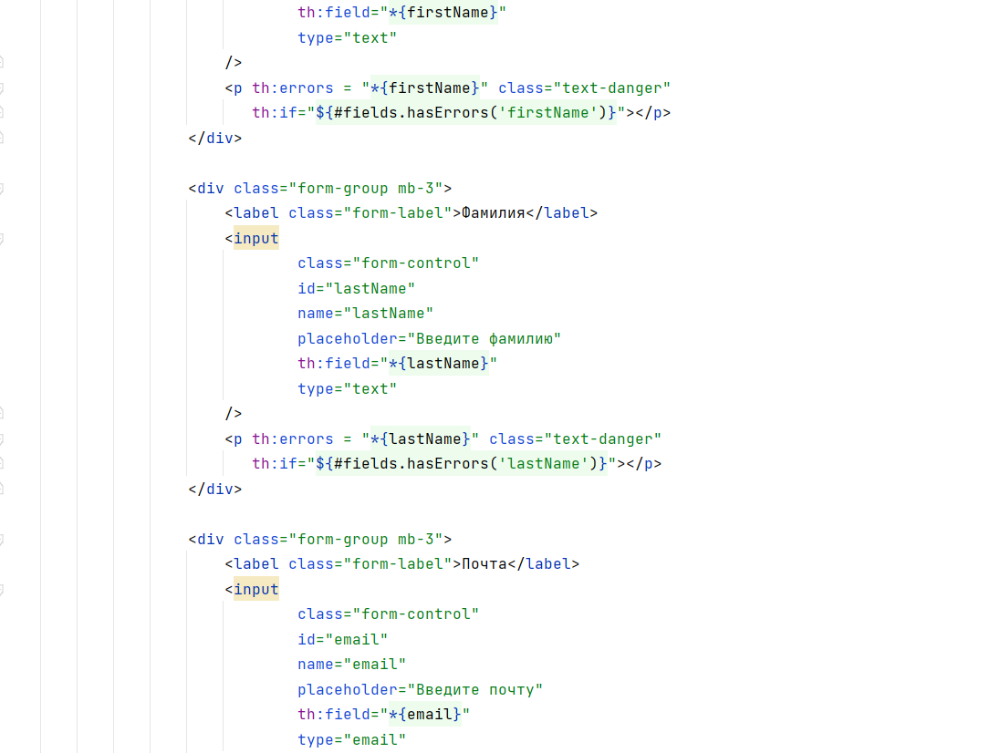 th:field="*{firstName}"
type="text"
/>
<p th:errors = "*{firstName}" class="text-danger"
th:if="${#fields.hasErrors('firstName')}"></p>
</div>
<div class="form-group mb-3">
<label class="form-label">Фамилия</label>
<input
class="form-control"
id="lastName"
name="lastName"
placeholder="Введите фамилию"
th:field="*{lastName}"
type="text"
/>
<p th:errors = "*{lastName}" class="text-danger"
th:if="${#fields.hasErrors('lastName')}"></p>
</div>
<div class="form-group mb-3">
<label class="form-label">Почта</label>
<input
class="form-control"
id="email"
name="email"
placeholder="Введите почту"
th:field="*{email}"
type="email"